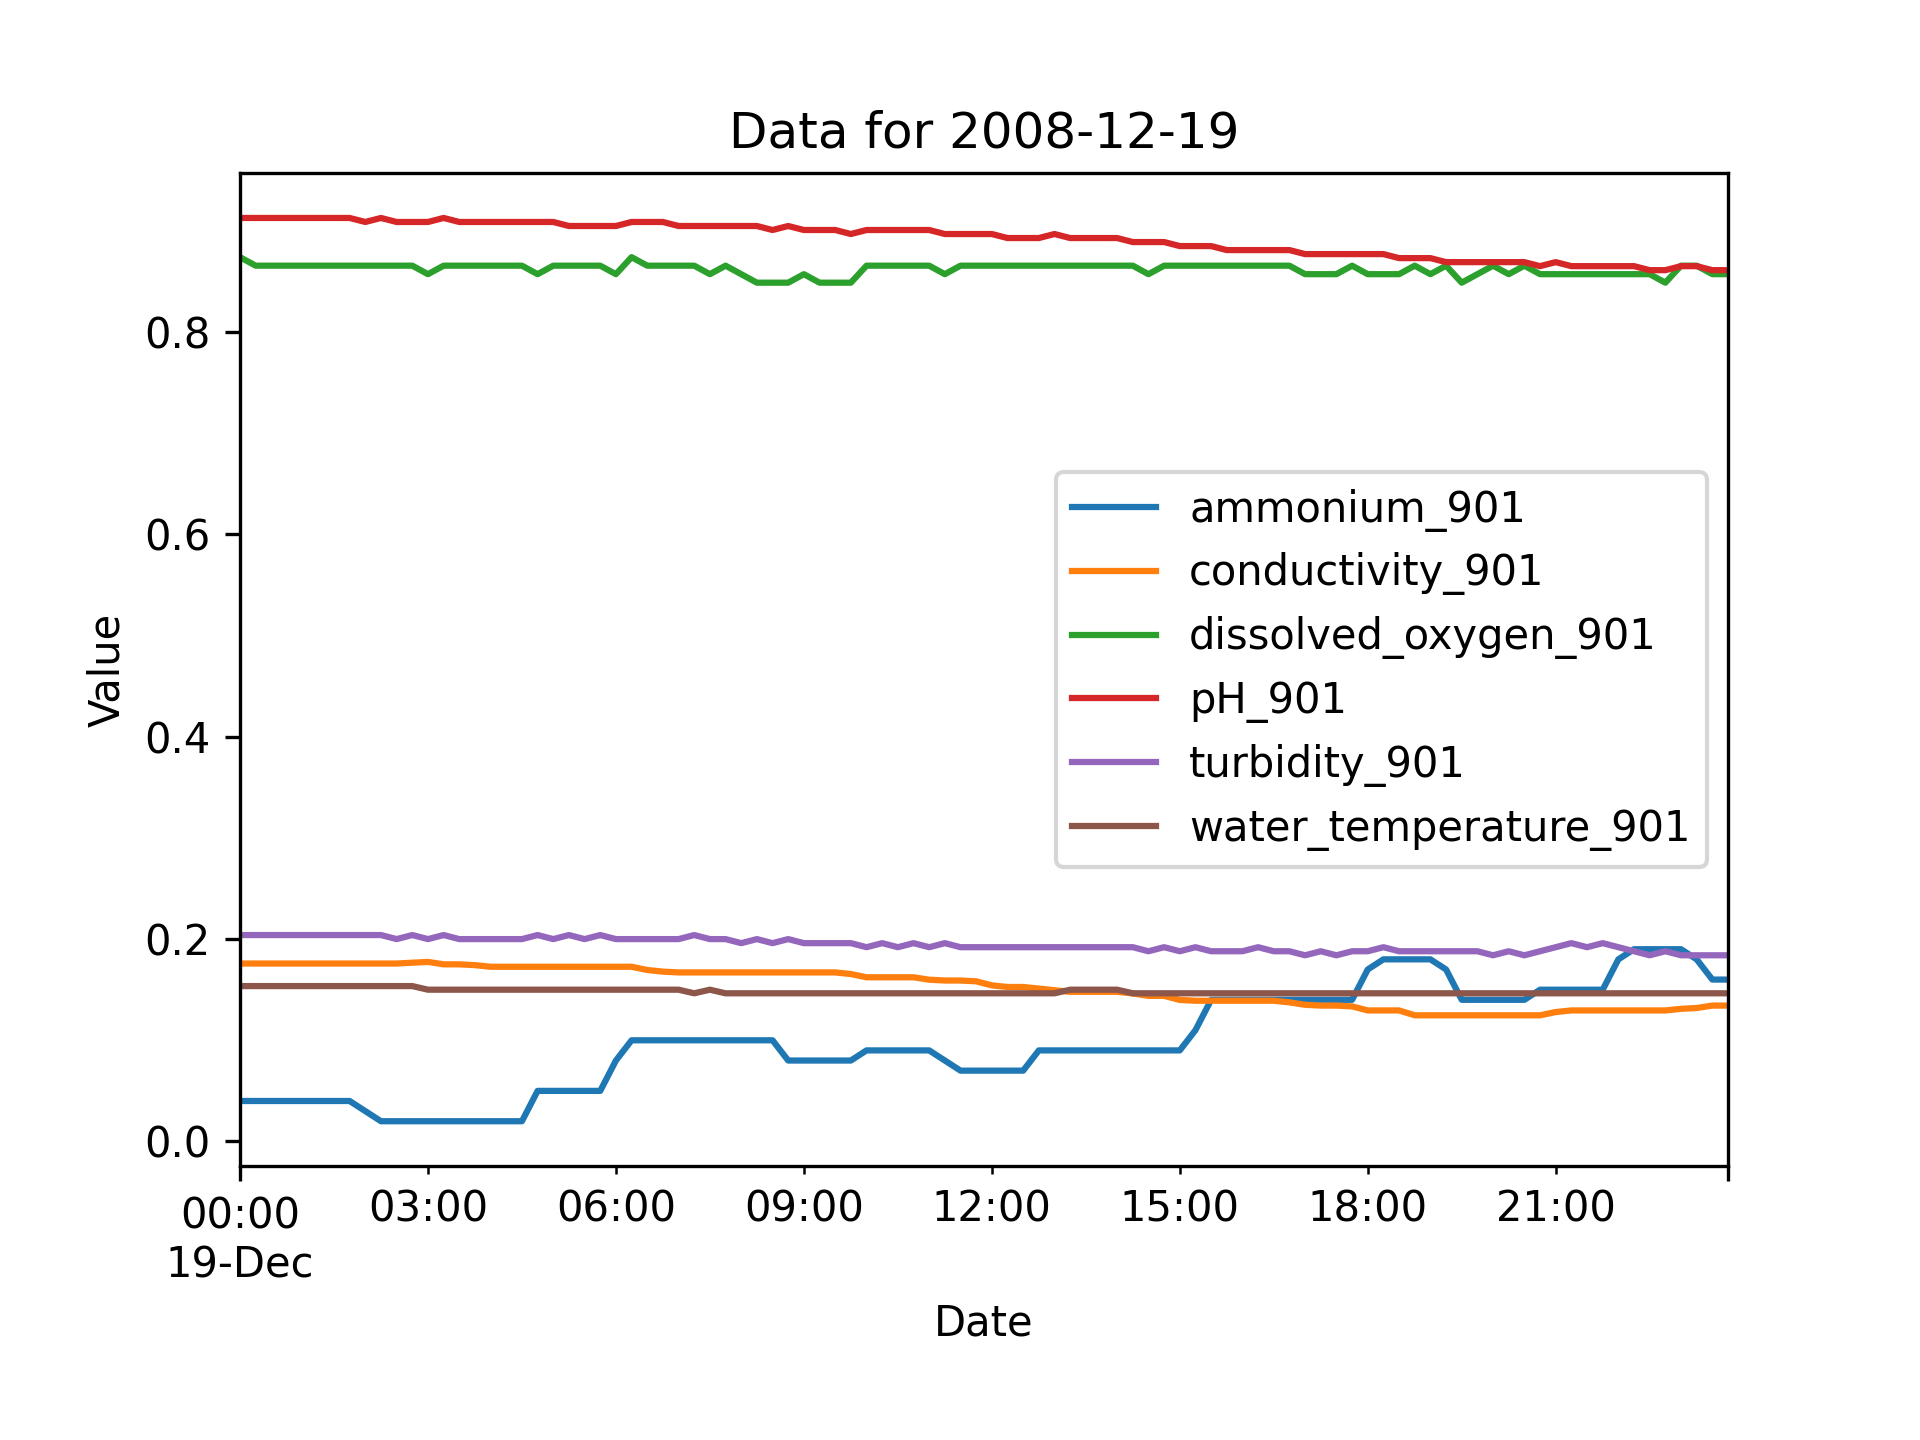 Data for 2008-12-19
Value
0.8
0.6
0.4
0.2
0.0
ammonium_901
conductivity_901
dissolved_oxygen_901
pH_901
turbidity_901
water_temperature_901
00:00 03:00 06:00 09:00 12:00 15:00 18:00 21:00
19-Dec
Date